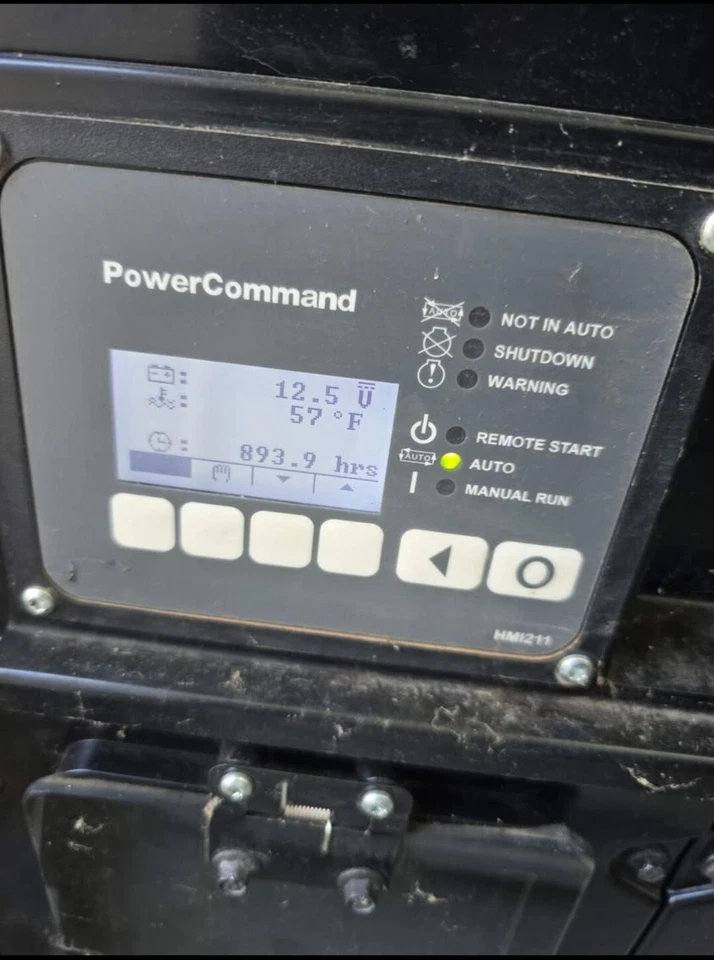 PowerCommand
AUTO NOT IN AUTO
SHUTDOWN
! WARNING
12.5 V
57 °F
893.9 hrs
REMOTE START
AUTO AUTO
I MANUAL RUN
O
HMI211